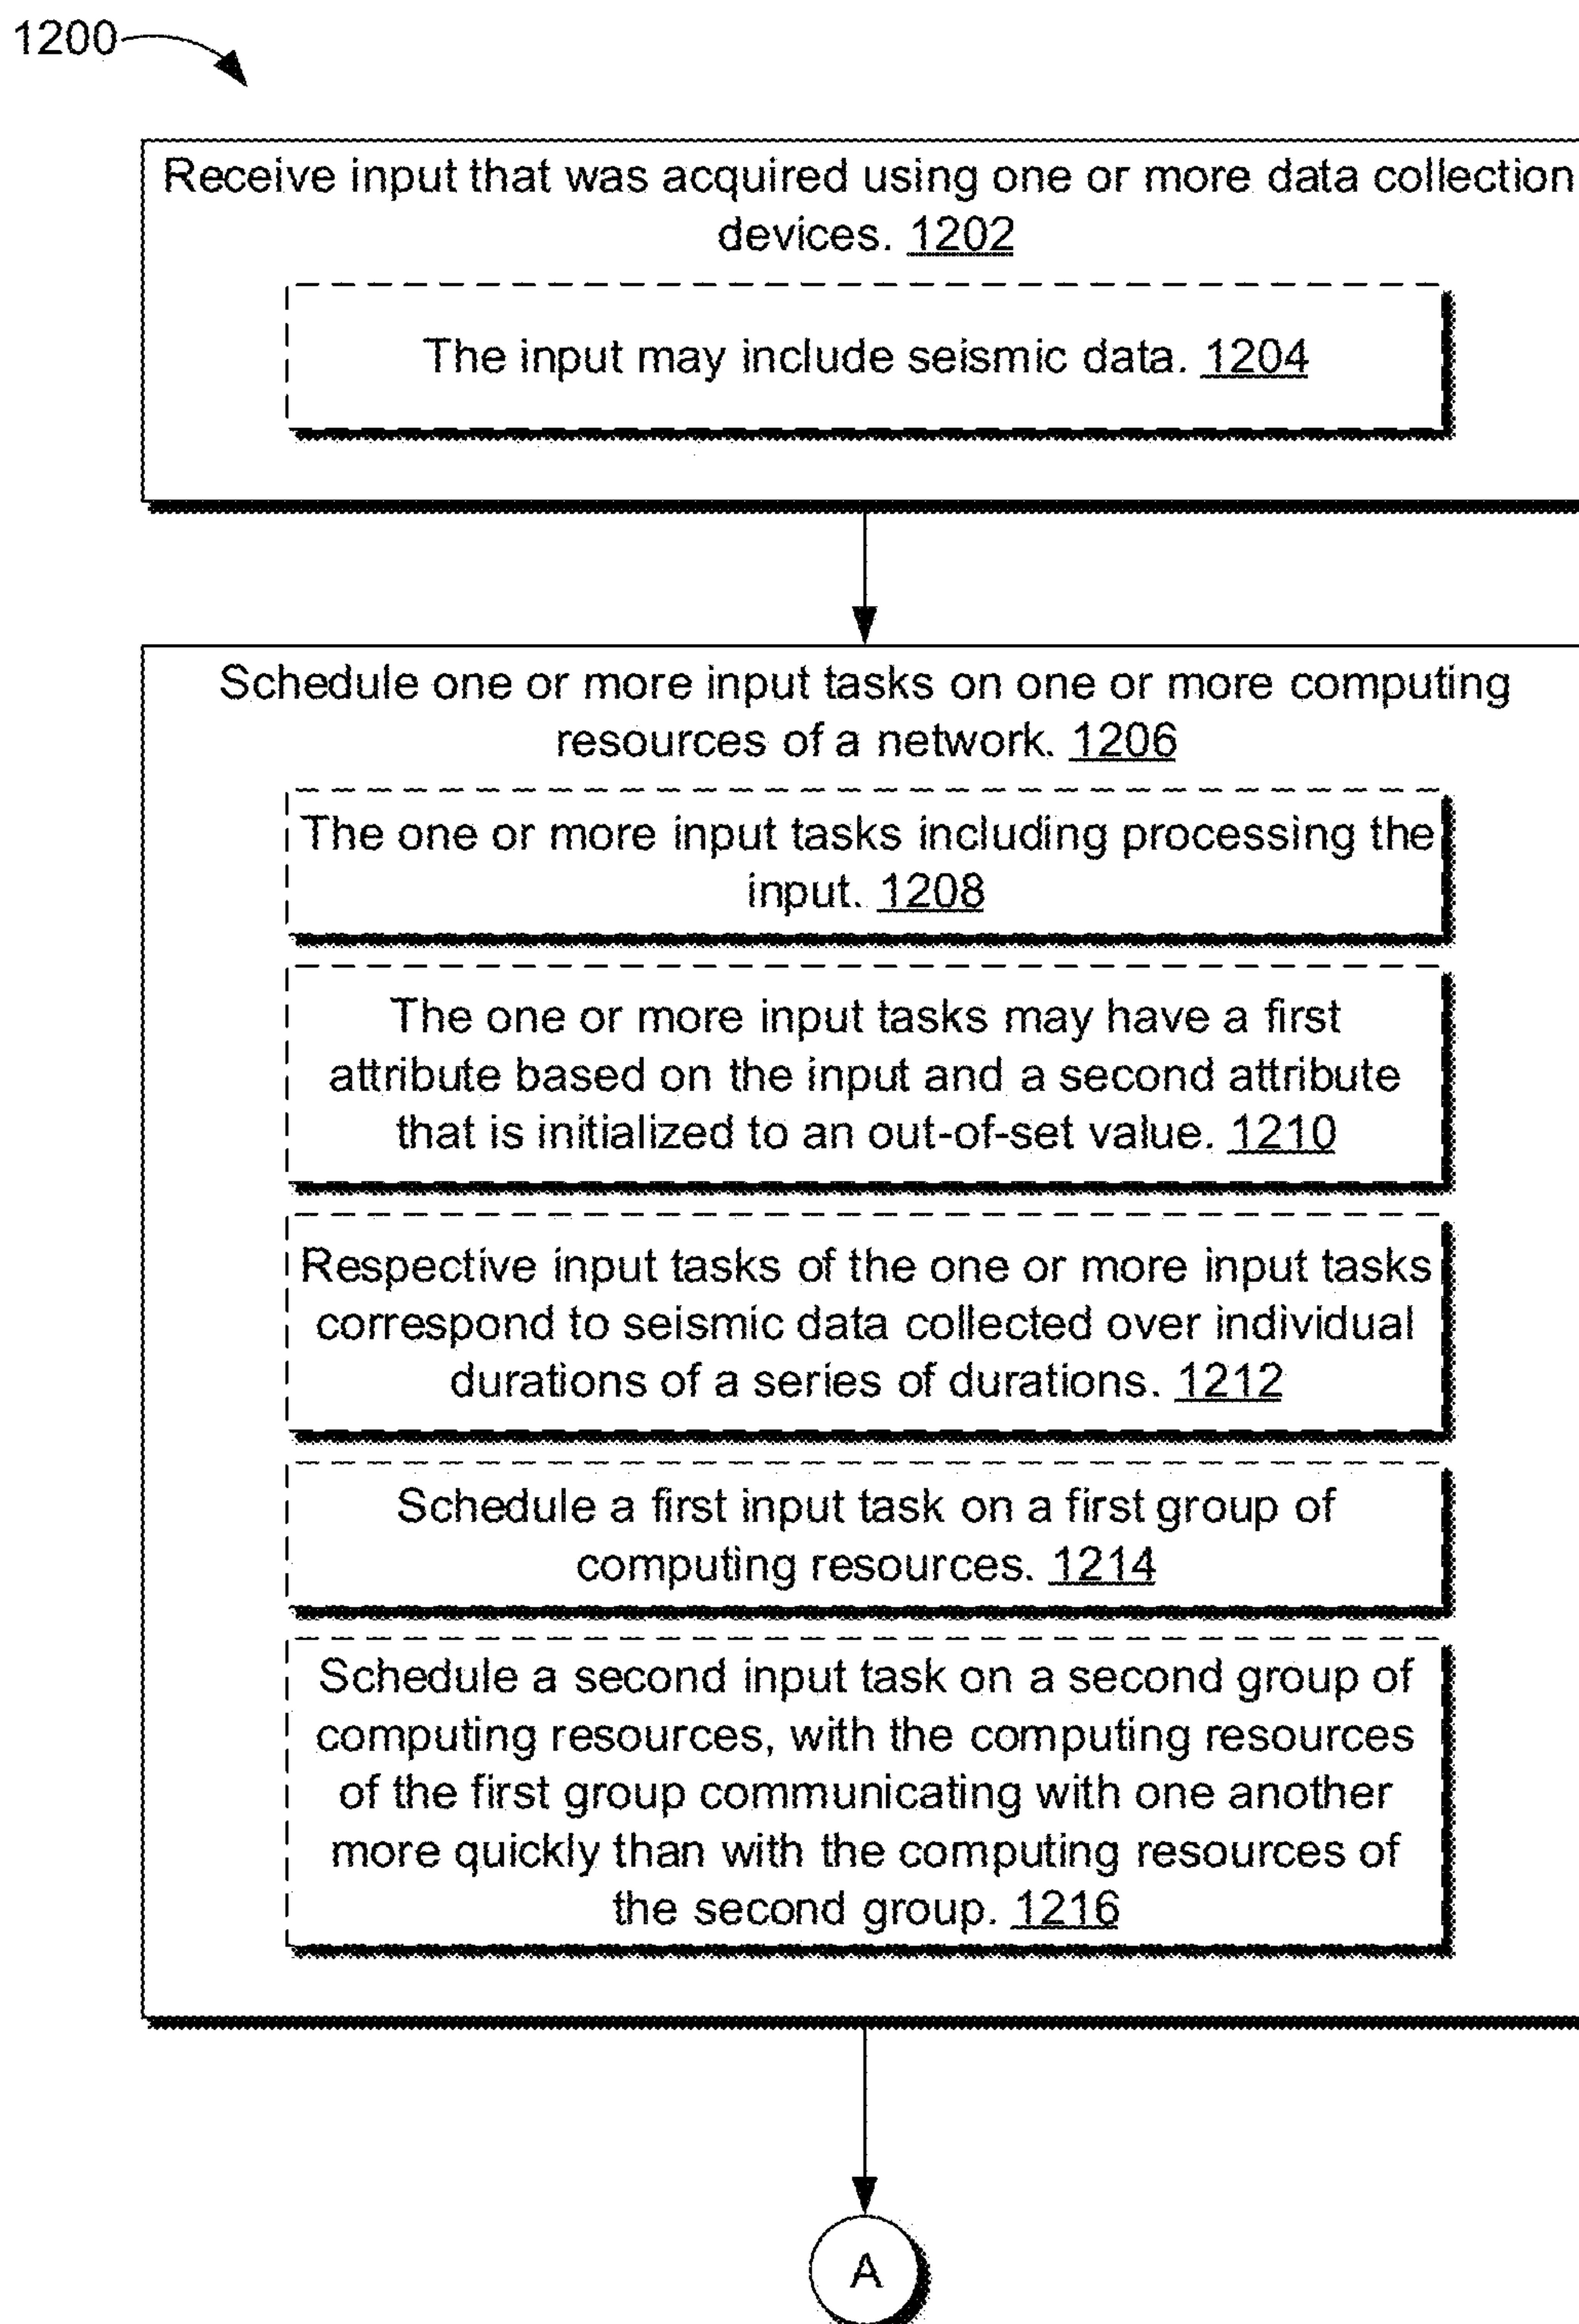 1200
Receive input that was acquired using one or more data collection
devices. 1202
The input may include seismic data. 1204
Schedule one or more input tasks on one or more computing
resources of a network. 1206
The one or more input tasks including processing the
input. 1208
The one or more input tasks may have a first
attribute based on the input and a second attribute
that is initialized to an out-of-set value. 1210
Respective input tasks of the one or more input tasks
correspond to seismic data collected over individual
durations of a series of durations. 1212
Schedule a first input task on a first group of
computing resources. 1214
Schedule a second input task on a second group of
computing resources, with the computing resources
of the first group communicating with one another
more quickly than with the computing resources of
the second group. 1216
A